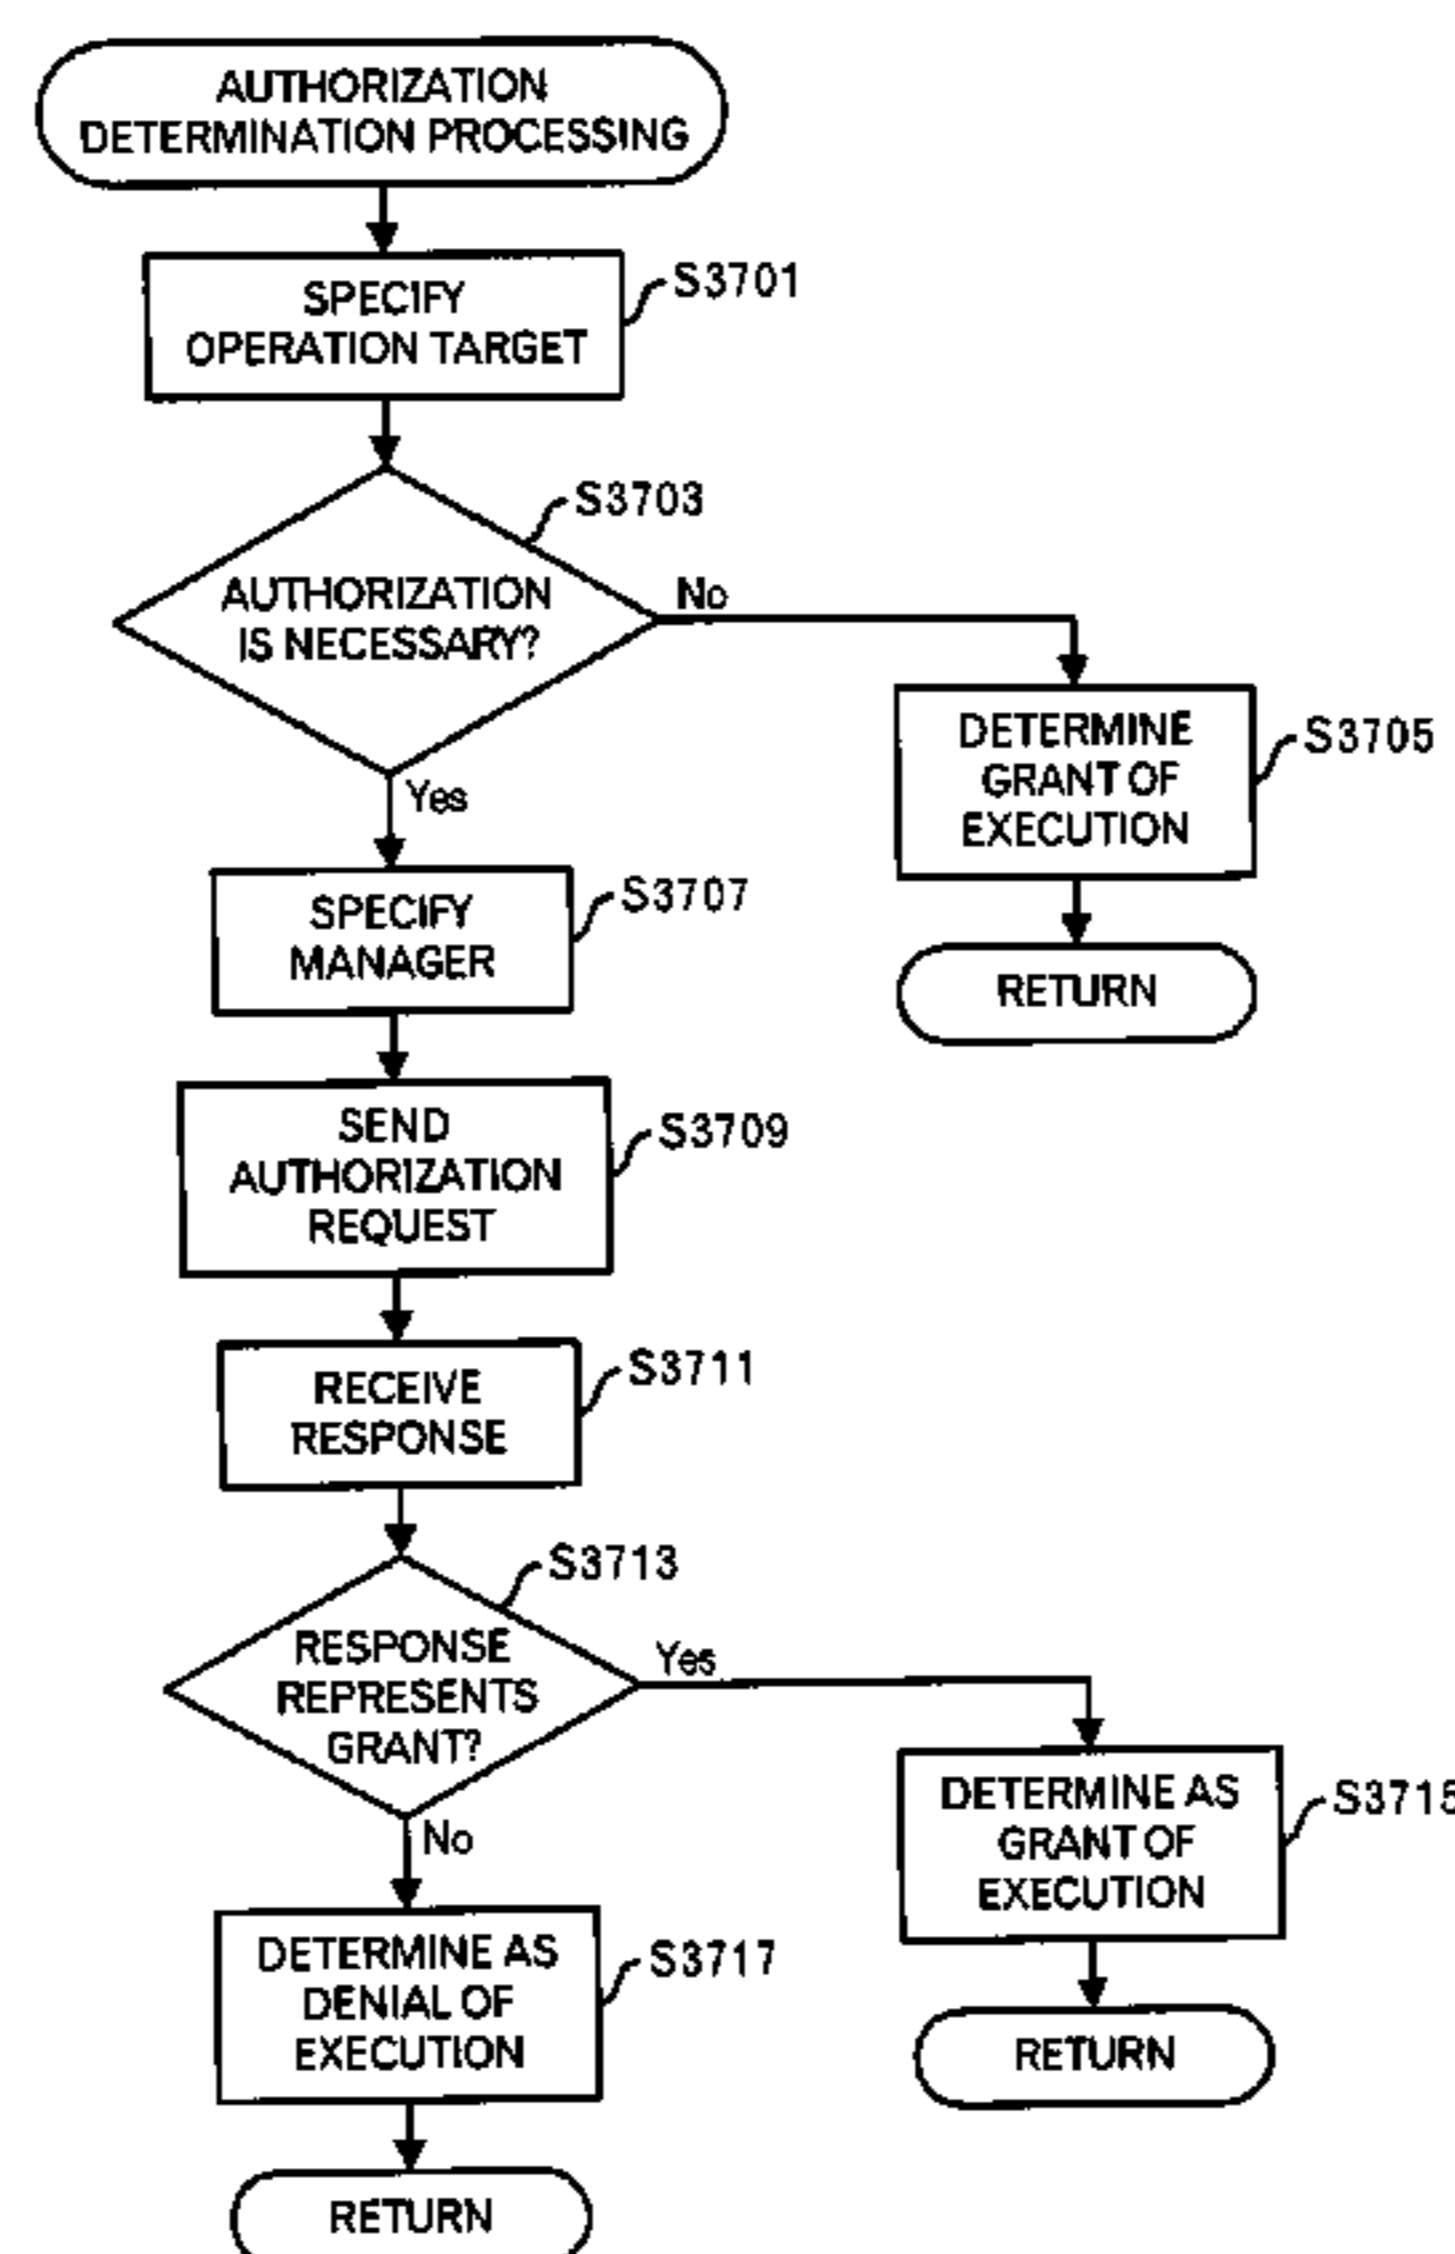 AUTHORIZATION
DETERMINATION PROCESSING
SPECIFY
OPERATION TARGET
S3701
S3703
AUTHORIZATION
IS NECESSARY?
No
Yes
DETERMINE
GRANT OF
EXECUTION
S3705
RETURN
SPECIFY
MANAGER
S3707
SEND
AUTHORIZATION
REQUEST
S3709
RECEIVE
RESPONSE
S3711
S3713
RESPONSE
REPRESENTS
GRANT?
Yes
No
DETERMINE AS
GRANT OF
EXECUTION
S3715
RETURN
DETERMINE AS
DENIAL OF
EXECUTION
S3717
RETURN